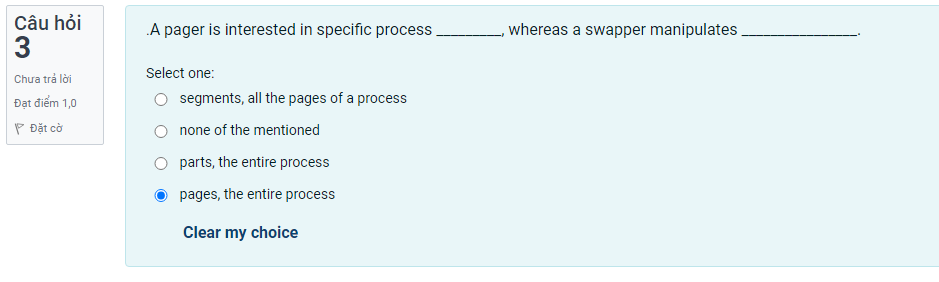 Câu hỏi
3
Chưa trả lời
Đạt điểm 1,0
Đặt cờ
.A pager is interested in specific process _________, whereas a swapper manipulates ________________.
Select one:
segments, all the pages of a process
none of the mentioned
parts, the entire process
pages, the entire process
Clear my choice